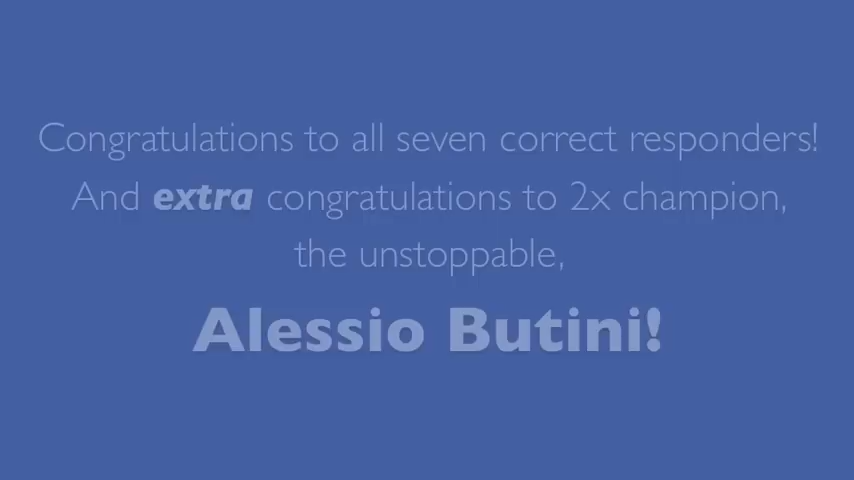 Congratulations to all seven correct responders!
And extra congratulations to 2x champion,
the unstoppable,
Alessio Butini!